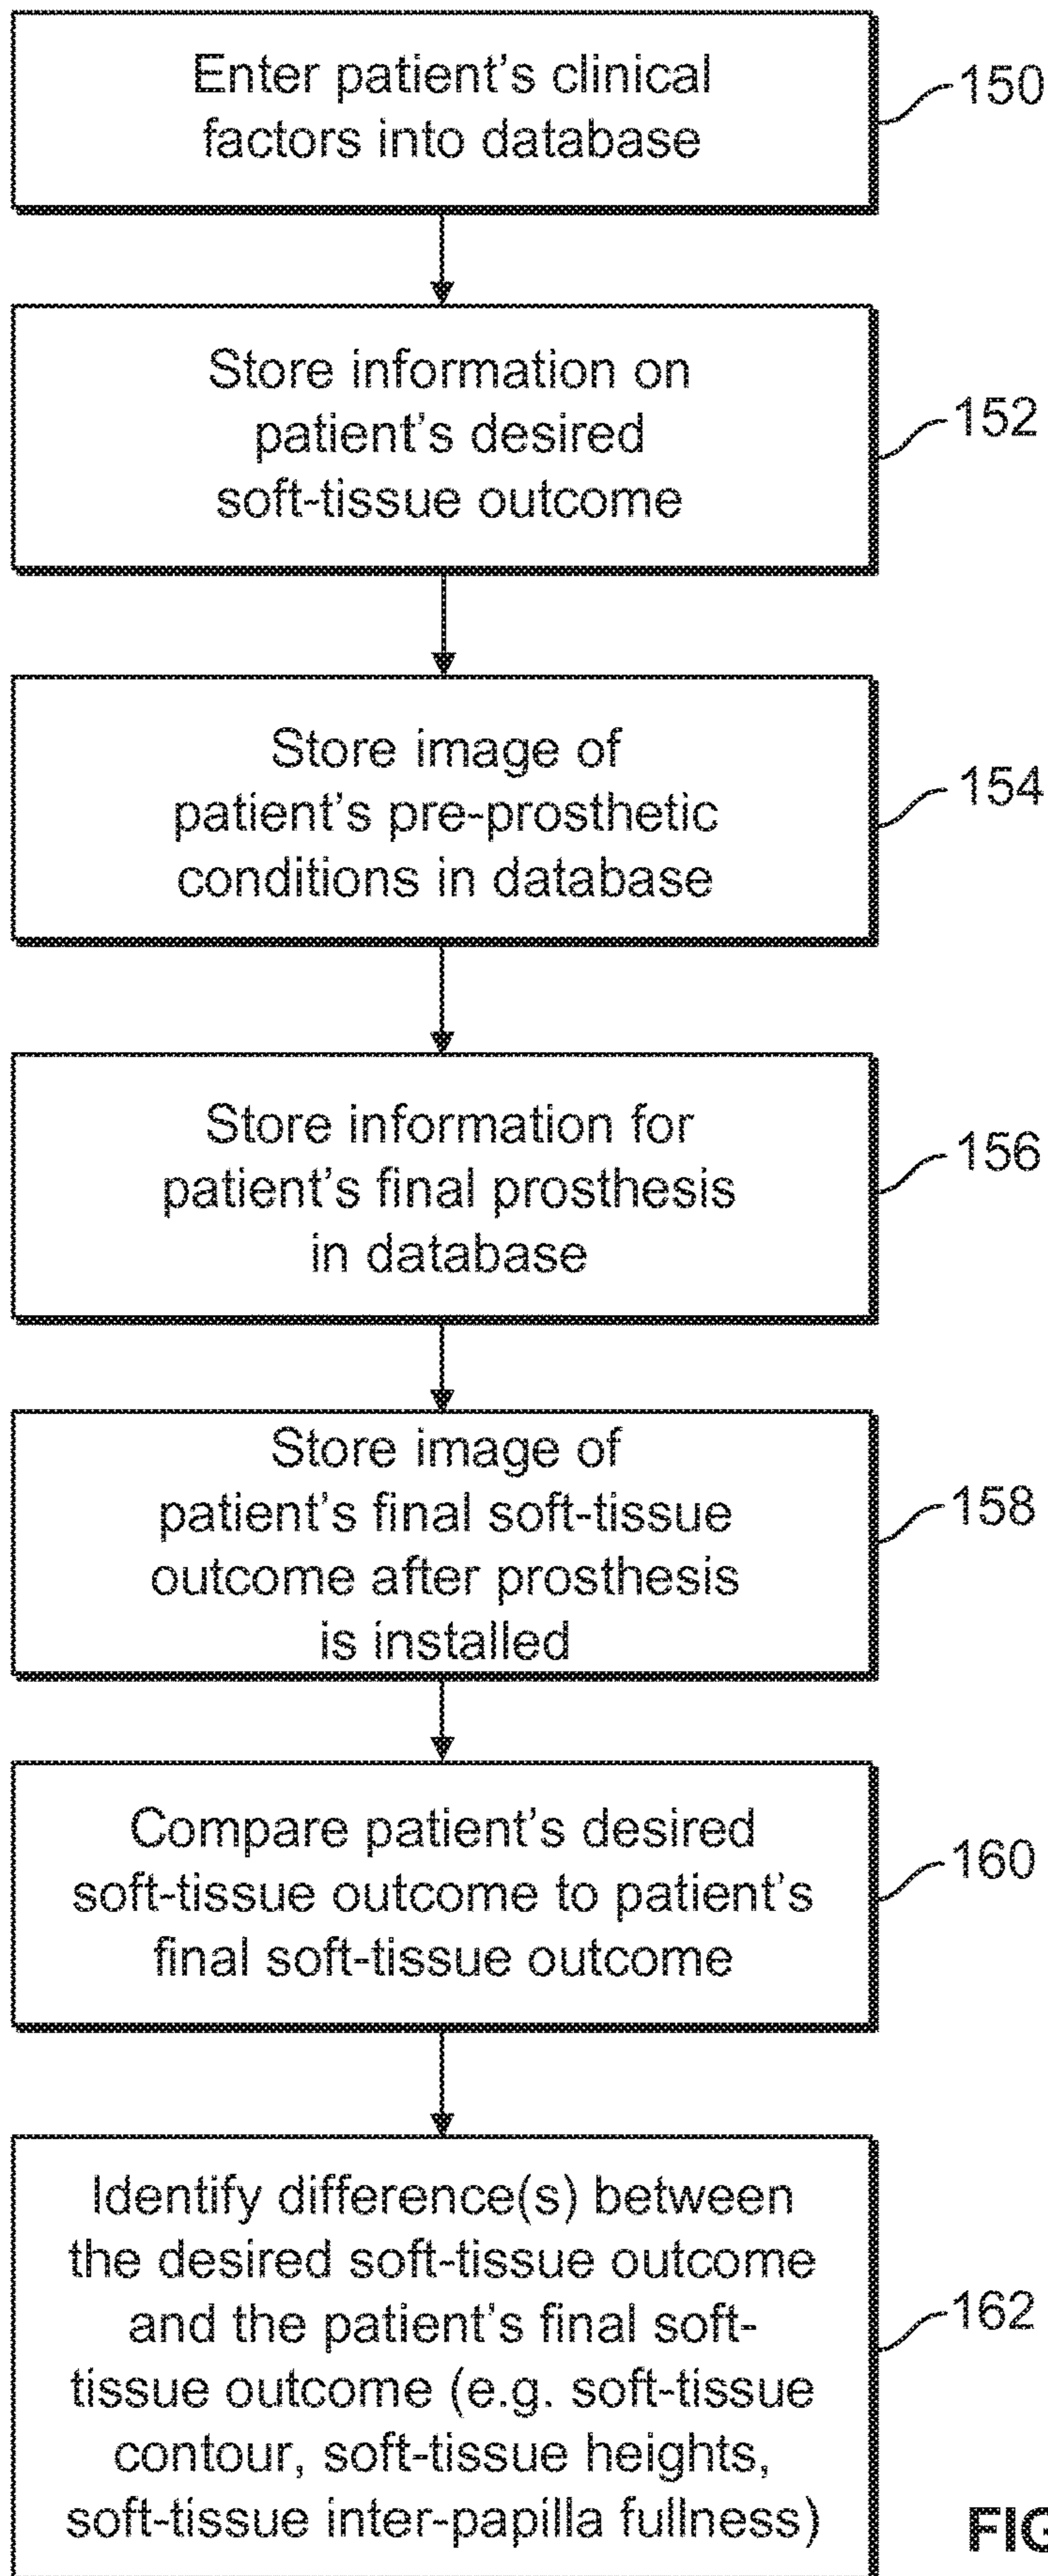 Enter patient's clinical
factors into database
150
Store information on
patient's desired
soft-tissue outcome
152
Store image of
patient's pre-prosthetic
conditions in database
154
Store information for
patient's final prosthesis
in database
156
Store image of
patient's final soft-tissue
outcome after prosthesis
is installed
158
Compare patient's desired
soft-tissue outcome to patient's
final soft-tissue outcome
160
Identify difference(s) between
the desired soft-tissue outcome
and the patient's final soft-
tissue outcome (e.g. soft-tissue
contour, soft-tissue heights,
soft-tissue inter-papilla fullness)
162
FIG